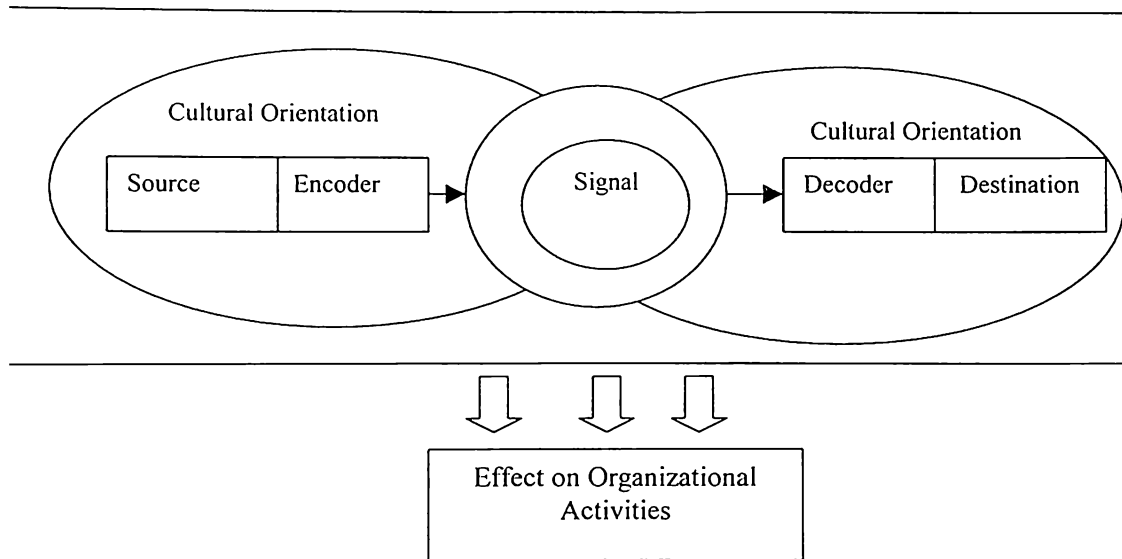 Cultural Orientation
Source
Encoder
Signal
Cultural Orientation
Decoder
Destination
Effect on Organizational
Activities